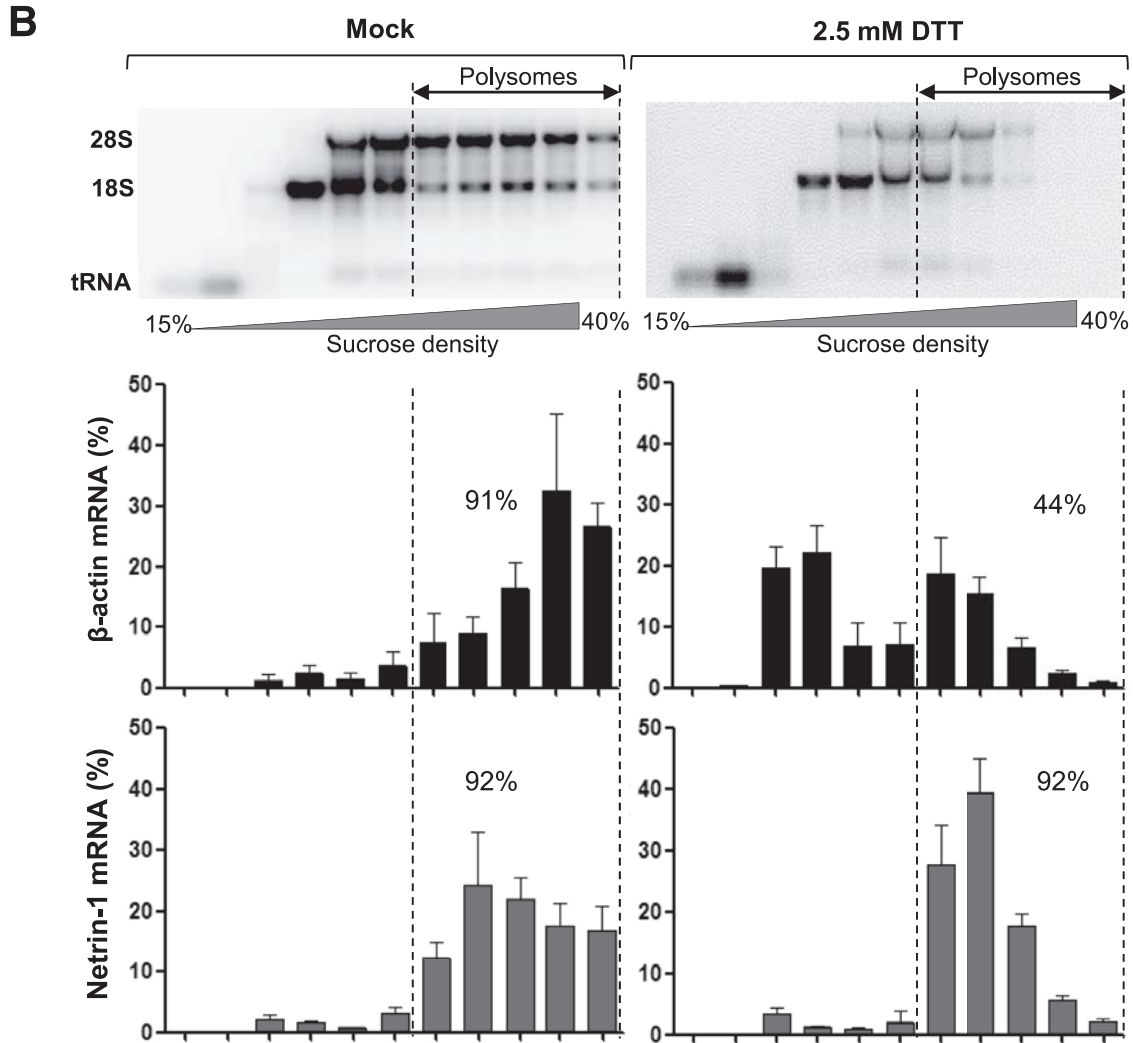 B
Mock
2.5 mM DTT
Polysomes
Polysomes
28S
18S
tRNA
15%
40%
15%
40%
Sucrose density
Sucrose density
β-actin mRNA (%)
50
40
30
20
10
0
91%
50
40
30
20
10
0
44%
Netrin-1 mRNA (%)
50
40
30
20
10
0
92%
50
40
30
20
10
0
92%